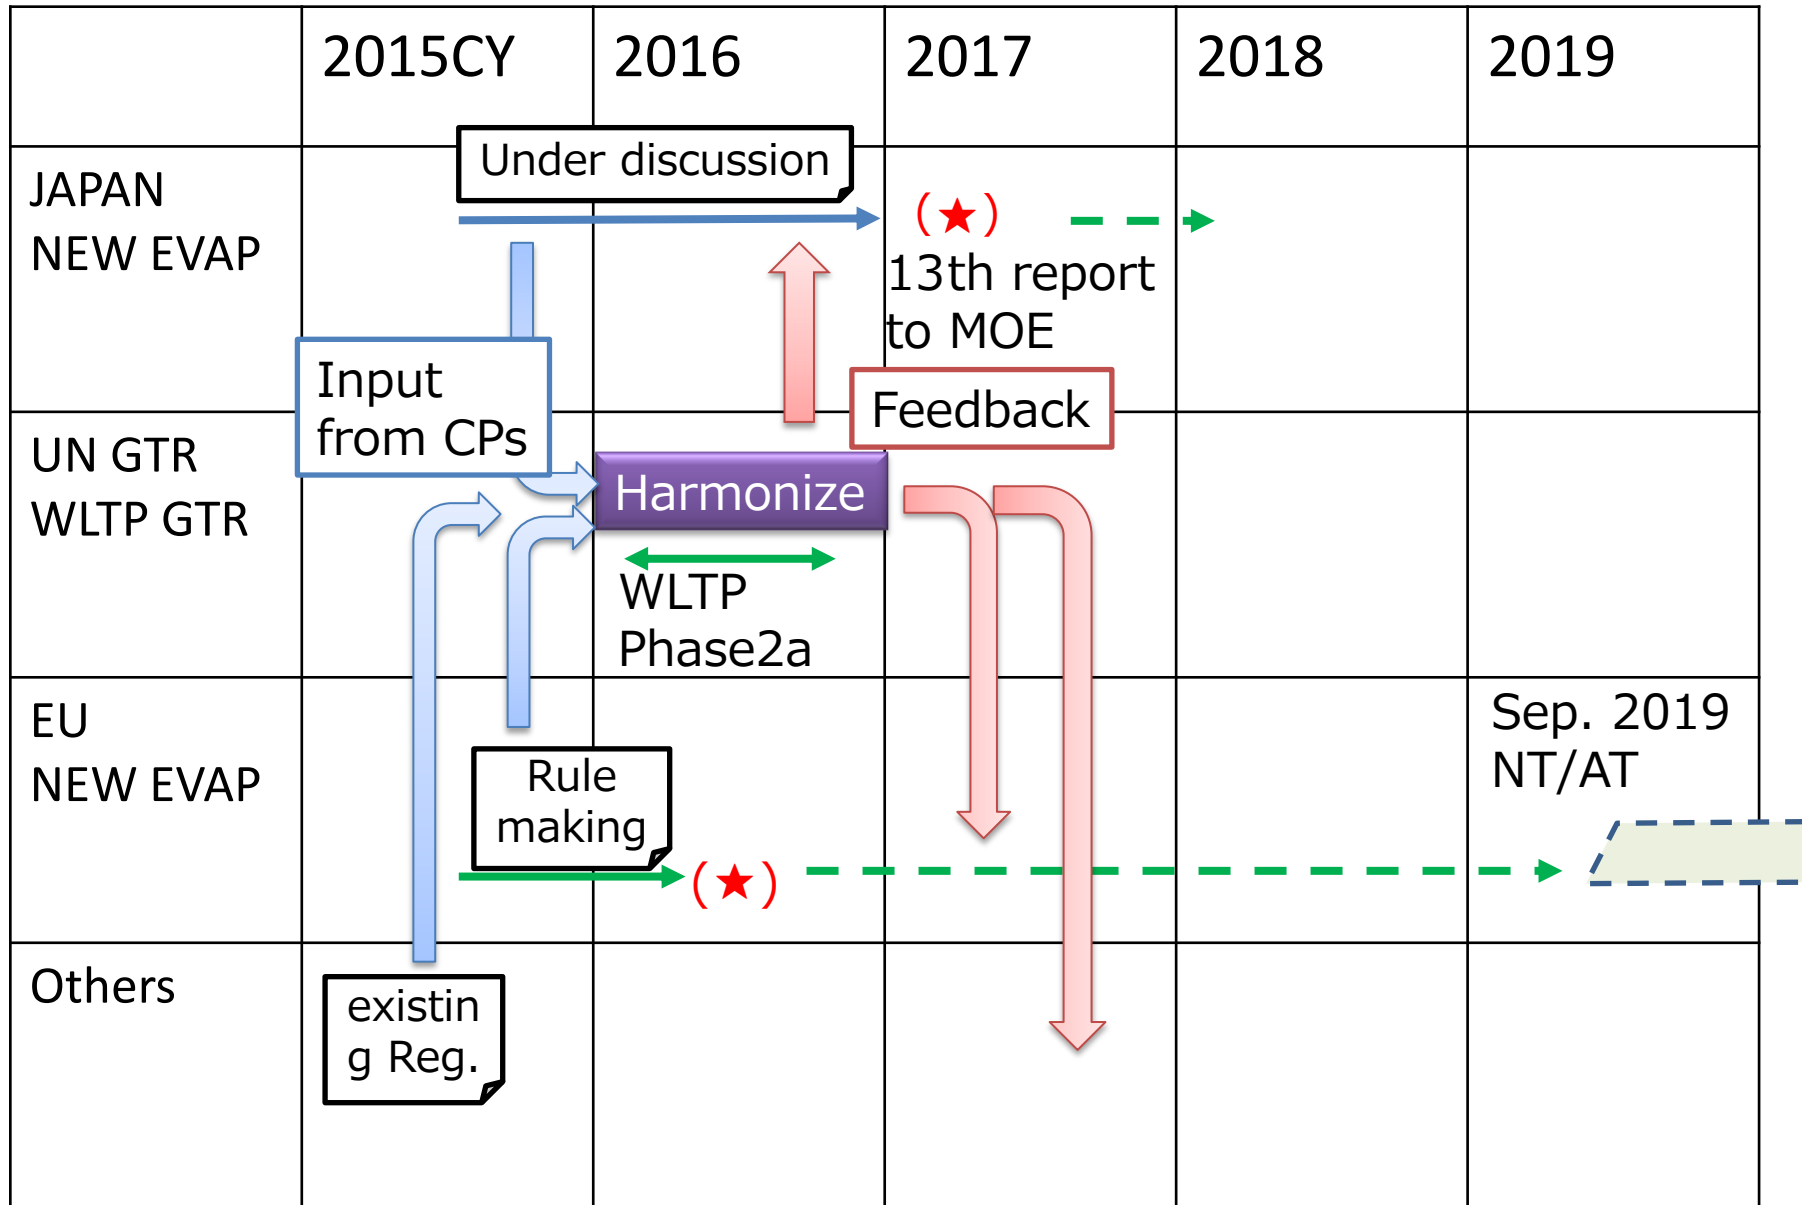 2015CY
2016
2017
2018
2019
JAPAN
NEW EVAP
Under discussion
(★)
13th report
to MOE
Input
from CPs
Feedback
UN GTR
WLTP GTR
Harmonize
WLTP
Phase2a
EU
NEW EVAP
Rule
making
(★)
Sep. 2019
NT/AT
Others
existin
g Reg.